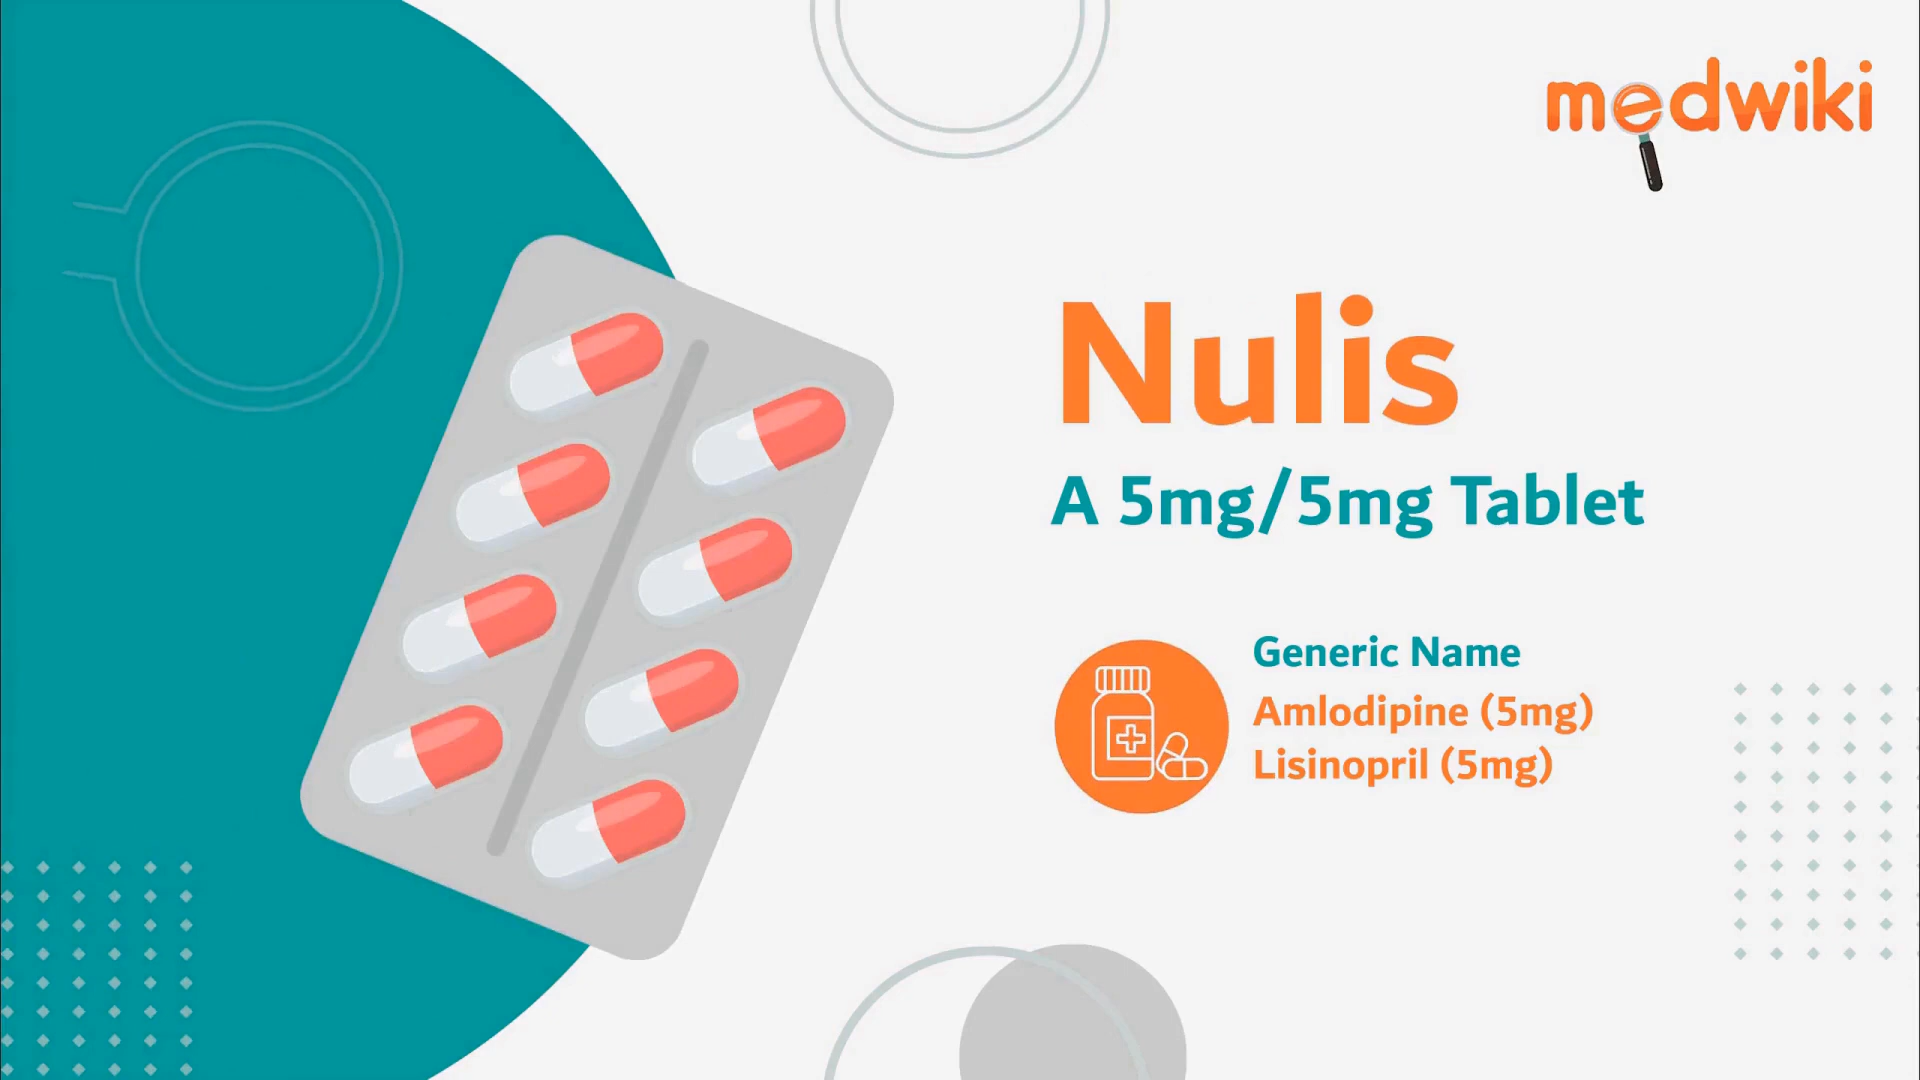 medwiki
Nulis
A 5mg/5mg Tablet
Generic Name
Amlodipine (5mg)
Lisinopril (5mg)